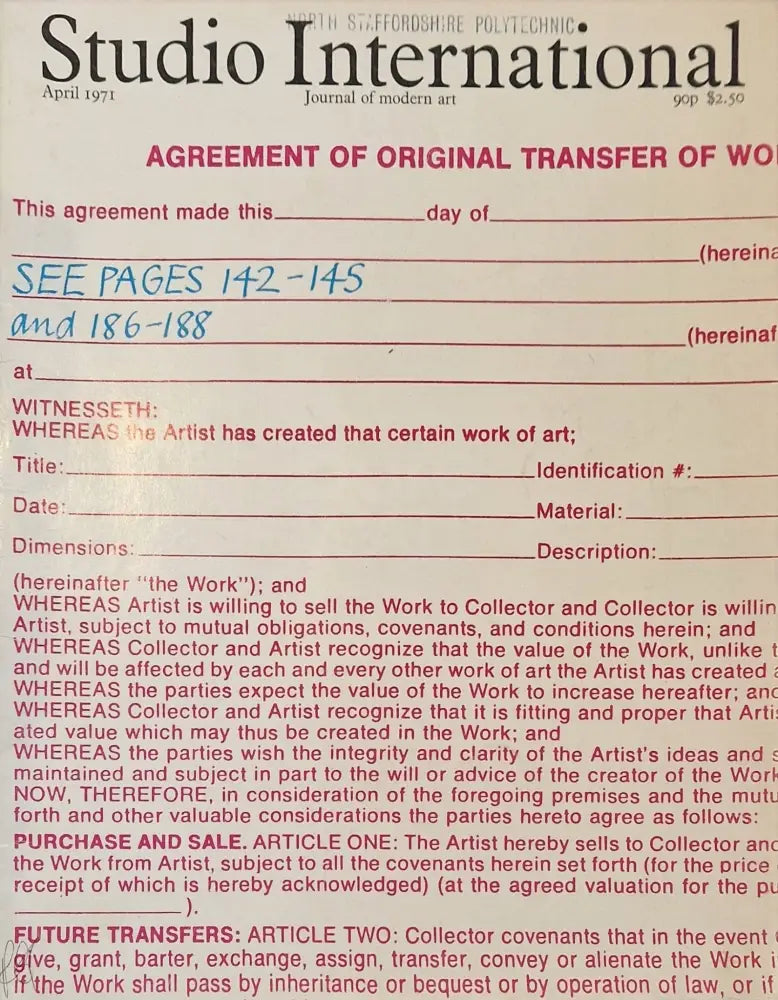 NORTH STAFFORDSHIRE POLYTECHNIC
Studio International
April 1971
Journal of modern art
90p $2.50
AGREEMENT OF ORIGINAL TRANSFER OF WO
This agreement made this day of
(hereina
SEE PAGES 142-145
and 186-188
(hereinaf
at
WITNESSETH:
WHEREAS the Artist has created that certain work of art;
Title: Identification #:
Date: Material:
Dimensions: Description:
(hereinafter "the Work"); and
WHEREAS Artist is willing to sell the Work to Collector and Collector is willin
Artist, subject to mutual obligations, covenants, and conditions herein; and
WHEREAS Collector and Artist recognize that the value of the Work, unlike t
and will be affected by each and every other work of art the Artist has created a
WHEREAS the parties expect the value of the Work to increase hereafter; and
WHEREAS Collector and Artist recognize that it is fitting and proper that Arti
ated value which may thus be created in the Work; and
WHEREAS the parties wish the integrity and clarity of the Artist's ideas and s
maintained and subject in part to the will or advice of the creator of the Work
NOW, THEREFORE, in consideration of the foregoing premises and the mutu
forth and other valuable considerations the parties hereto agree as follows:
PURCHASE AND SALE. ARTICLE ONE: The Artist hereby sells to Collector and
the Work from Artist, subject to all the covenants herein set forth (for the price
receipt of which is hereby acknowledged) (at the agreed valuation for the pu
).
FUTURE TRANSFERS: ARTICLE TWO: Collector covenants that in the event
give, grant, barter, exchange, assign, transfer, convey or alienate the Work i
if the Work shall pass by inheritance or bequest or by operation of law, or if